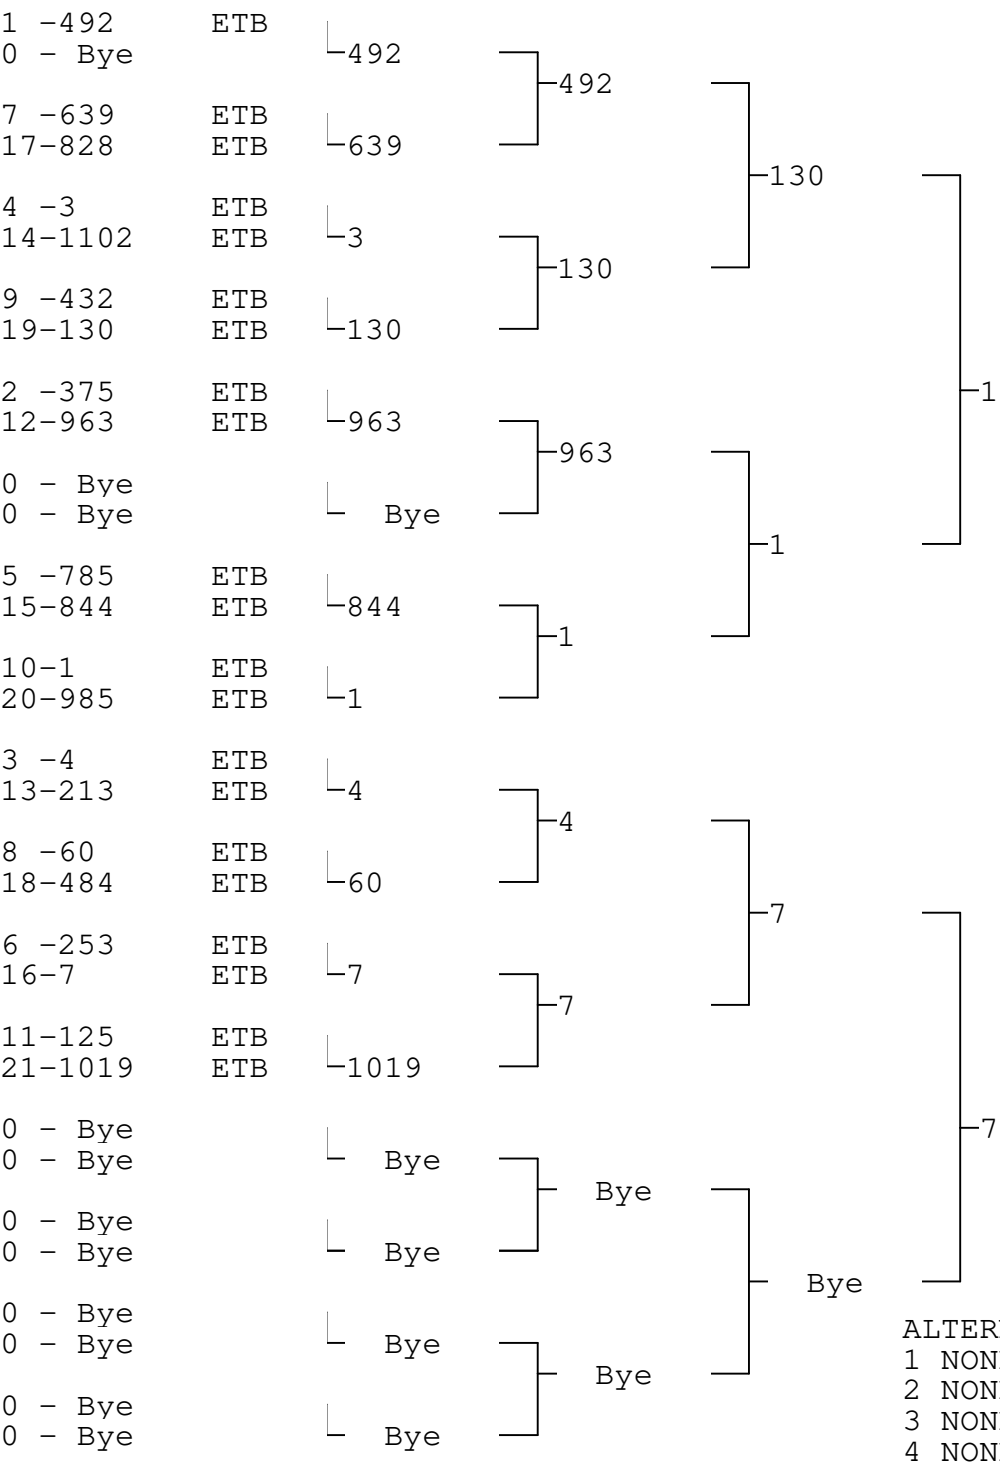 1 -492 ETB
0 - Bye
492
492
7 -639 ETB
17-828 ETB
639
130
4 -3 ETB
14-1102 ETB
3
130
9 -432 ETB
19-130 ETB
130
1
2 -375 ETB
12-963 ETB
963
963
0 - Bye
0 - Bye
Bye
1
5 -785 ETB
15-844 ETB
844
1
10-1 ETB
20-985 ETB
1
3 -4 ETB
13-213 ETB
4
4
8 -60 ETB
18-484 ETB
60
7
6 -253 ETB
16-7 ETB
7
7
11-125 ETB
21-1019 ETB
1019
0 - Bye
0 - Bye
Bye
7
Bye
0 - Bye
0 - Bye
Bye
Bye
0 - Bye
0 - Bye
Bye
Bye
0 - Bye
0 - Bye
Bye
1
2
3
4